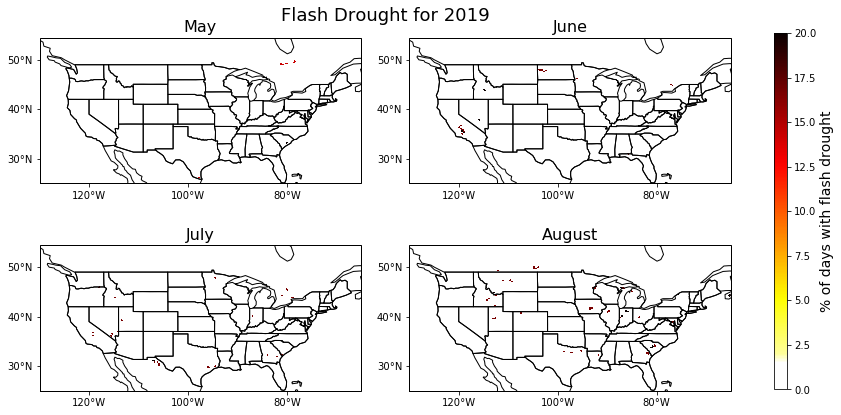 Flash Drought for 2019
May
June
50°N
40°N
30°N
120°W
100°W
80°W
50°N
40°N
30°N
120°W
100°W
80°W
July
August
50°N
40°N
30°N
120°W
100°W
80°W
50°N
40°N
30°N
120°W
100°W
80°W
20.0
17.5
15.0
12.5
10.0
7.5
5.0
2.5
0.0
% of days with flash drought